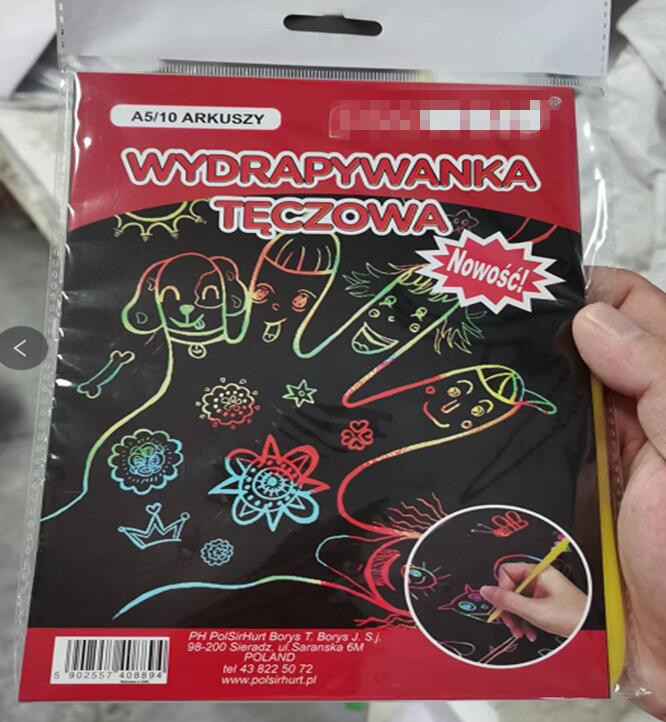 A5/10 ARKUSZY
WYDRAPYWANKA
TĘCZOWA
Nowość!
PH PolSirHurt Borys T. Borys J. S.j.
98-200 Sieradz, ul.Saranska 6M
POLAND
tel 43 822 50 72
www.polsirhurt.pl
5 902557 408894